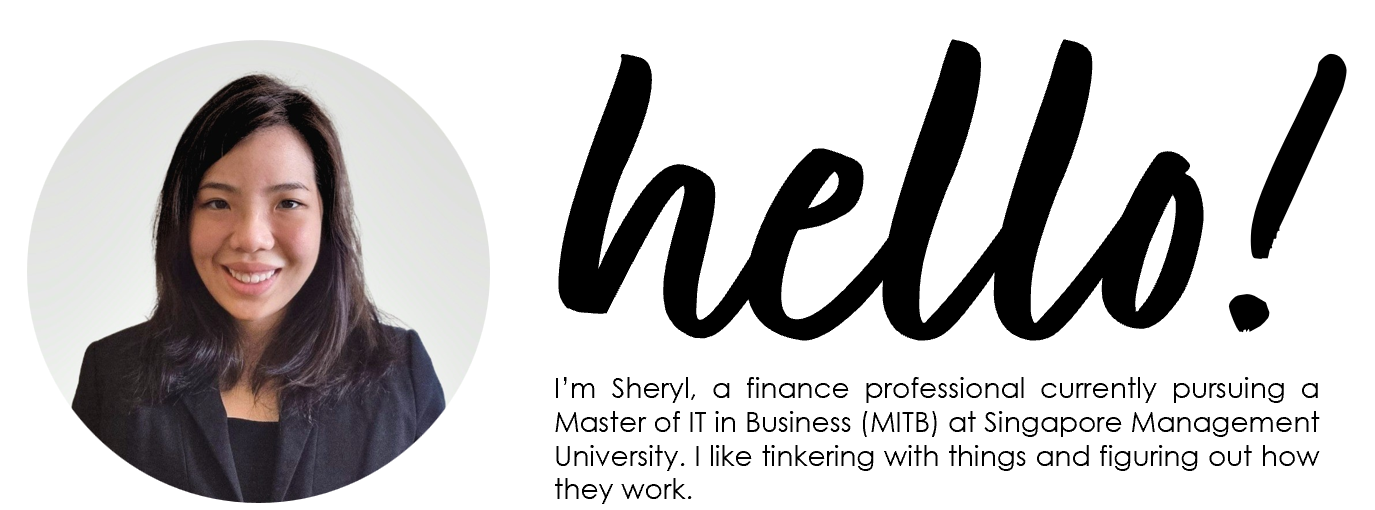 hello!
I’m Sheryl, a finance professional currently pursuing a
Master of IT in Business (MITB) at Singapore Management
University. I like tinkering with things and figuring out how
they work.